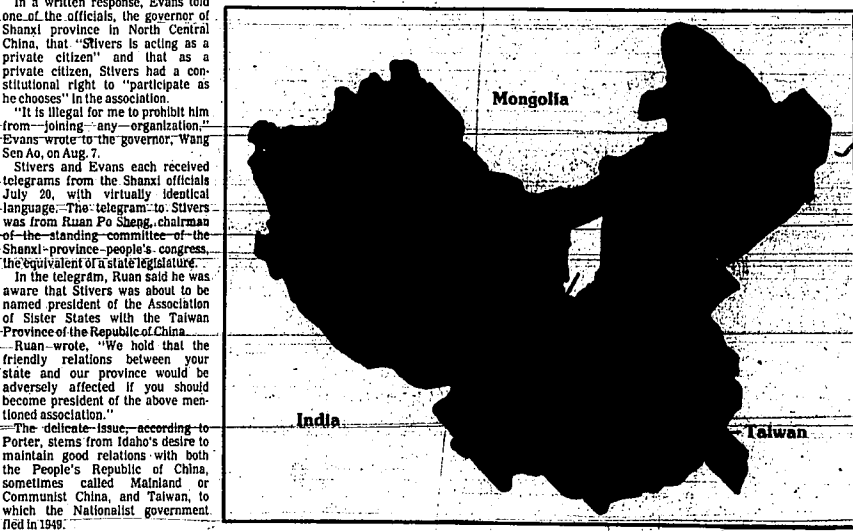 In a written response, Evans told
one of the officials, the governor of
Shanxi province in North Central
China, that "Stivers is acting as a
private citizen" and that as a
private citizen, Stivers had a con-
stitutional right to "participate as
he chooses" in the association.
"It is illegal for me to prohibit him
from joining any organization,"
Evans wrote to the governor, Wang
Sen Ao, on Aug. 7.
Stivers and Evans each received
telegrams from the Shanxi officials
July 20, with virtually identical
language. The telegram to Stivers
was from Ruan Po Sheng, chairman
of the standing committee of the
Shanxi province people's congress,
the equivalent of a state legislature.
In the telegram, Ruan said he was
aware that Stivers was about to be
named president of the Association
of Sister States with the Taiwan
Province of the Republic of China.
Ruan wrote, "We hold that the
friendly relations between your
state and our province would be
adversely affected if you should
become president of the above men-
tioned association."
The delicate issue, according to
Porter, stems from Idaho's desire to
maintain good relations with both
the People's Republic of China,
sometimes called Mainland or
Communist China, and Taiwan, to
which the Nationalist government
fled in 1949.
Mongolia
India
Taiwan